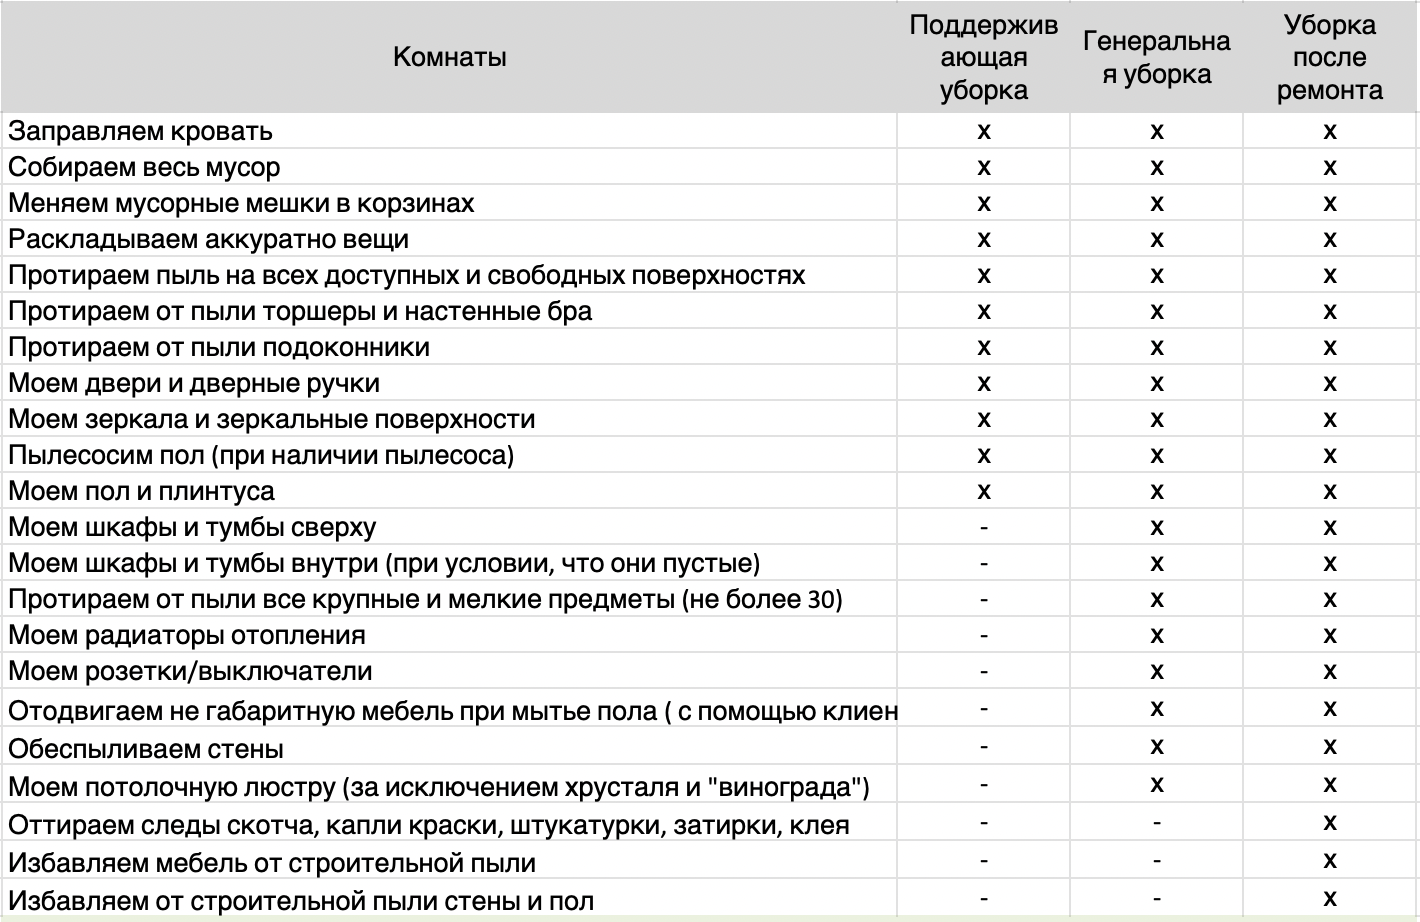 Комнаты Поддержив
ающая
уборка Генеральна
я уборка Уборка
после
ремонта
Заправляем кровать x x x
Собираем весь мусор x x x
Меняем мусорные мешки в корзинах x x x
Раскладываем аккуратно вещи x x x
Протираем пыль на всех доступных и свободных поверхностях x x x
Протираем от пыли торшеры и настенные бра x x x
Протираем от пыли подоконники x x x
Моем двери и дверные ручки x x x
Моем зеркала и зеркальные поверхности x x x
Пылесосим пол (при наличии пылесоса) x x x
Моем пол и плинтуса x x x
Моем шкафы и тумбы сверху - x x
Моем шкафы и тумбы внутри (при условии, что они пустые) - x x
Протираем от пыли все крупные и мелкие предметы (не более 30) - x x
Моем радиаторы отопления - x x
Моем розетки/выключатели - x x
Отодвигаем не габаритную мебель при мытье пола ( с помощью клиен - x x
Обеспыливаем стены - x x
Моем потолочную люстру (за исключением хрусталя и "винограда") - x x
Оттираем следы скотча, капли краски, штукатурки, затирки, клея - - x
Избавляем мебель от строительной пыли - - x
Избавляем от строительной пыли стены и пол - - x